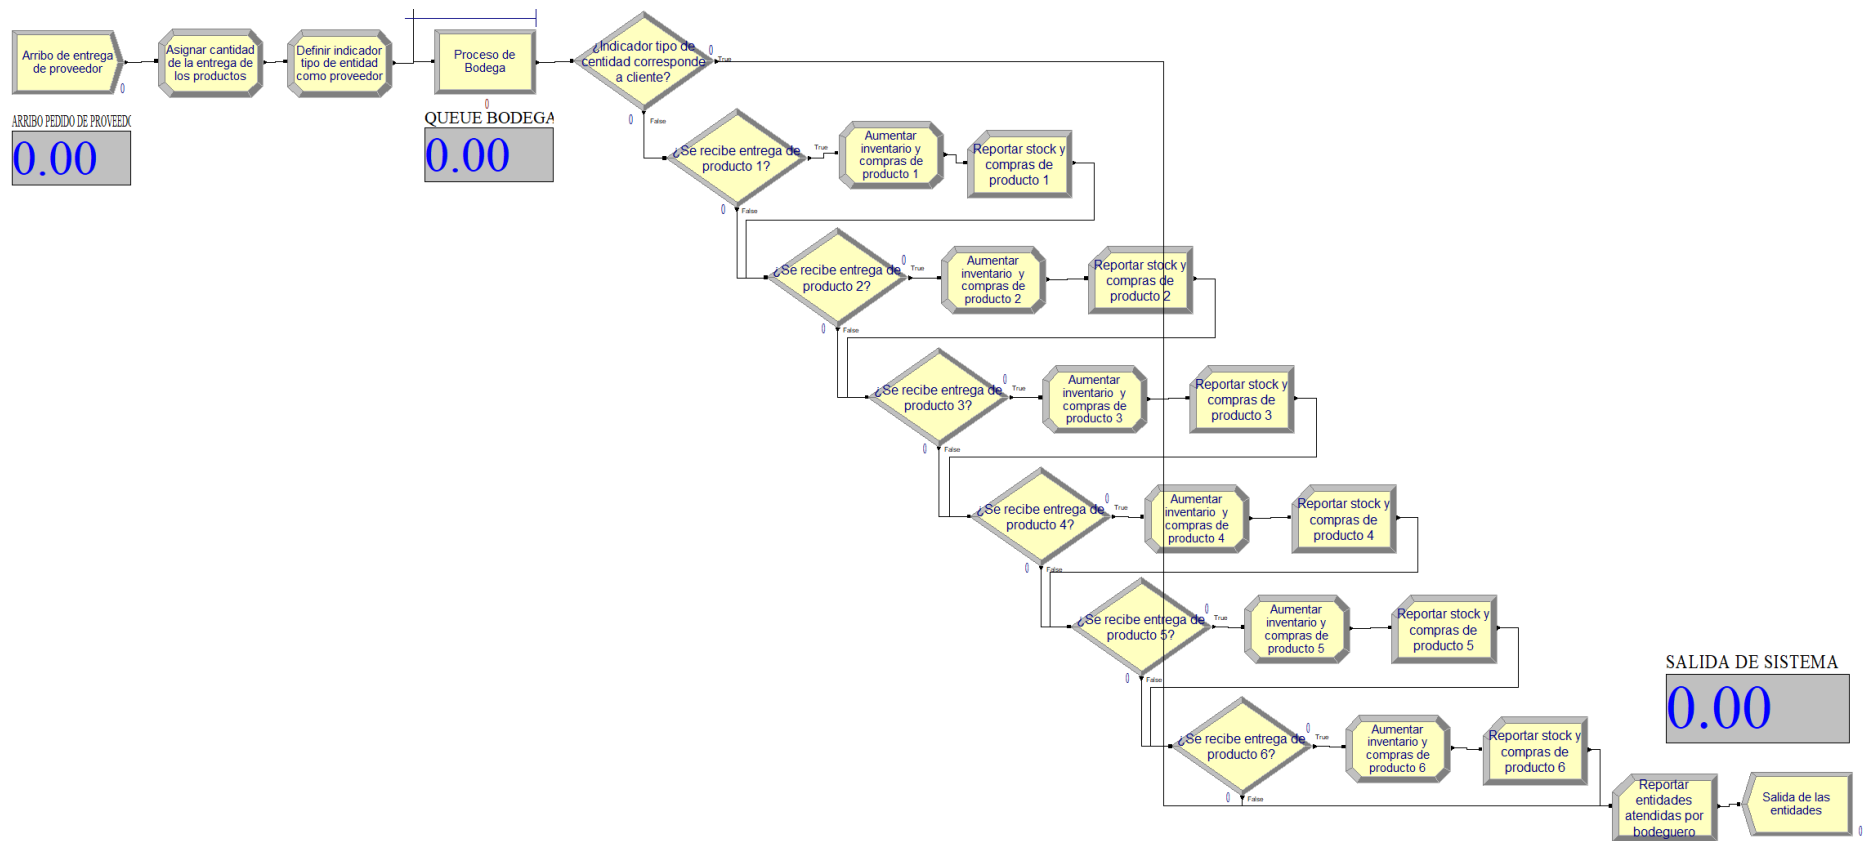 Arribo de entrega
de proveedor
0
Asignar cantidad
de la entrega de
los productos
Definir indicador
tipo de entidad
como proveedor
Proceso de
Bodega
0
¿Indicador tipo de
centidad corresponde
a cliente?
0
True
0
False
ARRIBO PEDIDO DE PROVEEDO
0.00
QUEUE BODEGA
0.00
¿Se recibe entrega de
producto 1?
True
0
False
Aumentar
inventario y
compras de
producto 1
Reportar stock y
compras de
producto 1
¿Se recibe entrega de
producto 2?
0
True
0
False
Aumentar
inventario y
compras de
producto 2
Reportar stock y
compras de
producto 2
¿Se recibe entrega de
producto 3?
0
True
0
False
Aumentar
inventario y
compras de
producto 3
Reportar stock y
compras de
producto 3
¿Se recibe entrega de
producto 4?
0
True
0
False
Aumentar
inventario y
compras de
producto 4
Reportar stock y
compras de
producto 4
¿Se recibe entrega de
producto 5?
0
True
0
False
Aumentar
inventario y
compras de
producto 5
Reportar stock y
compras de
producto 5
¿Se recibe entrega de
producto 6?
0
True
0
False
Aumentar
inventario y
compras de
producto 6
Reportar stock y
compras de
producto 6
SALIDA DE SISTEMA
0.00
Reportar
entidades
atendidas por
bodeguero
Salida de las
entidades
0